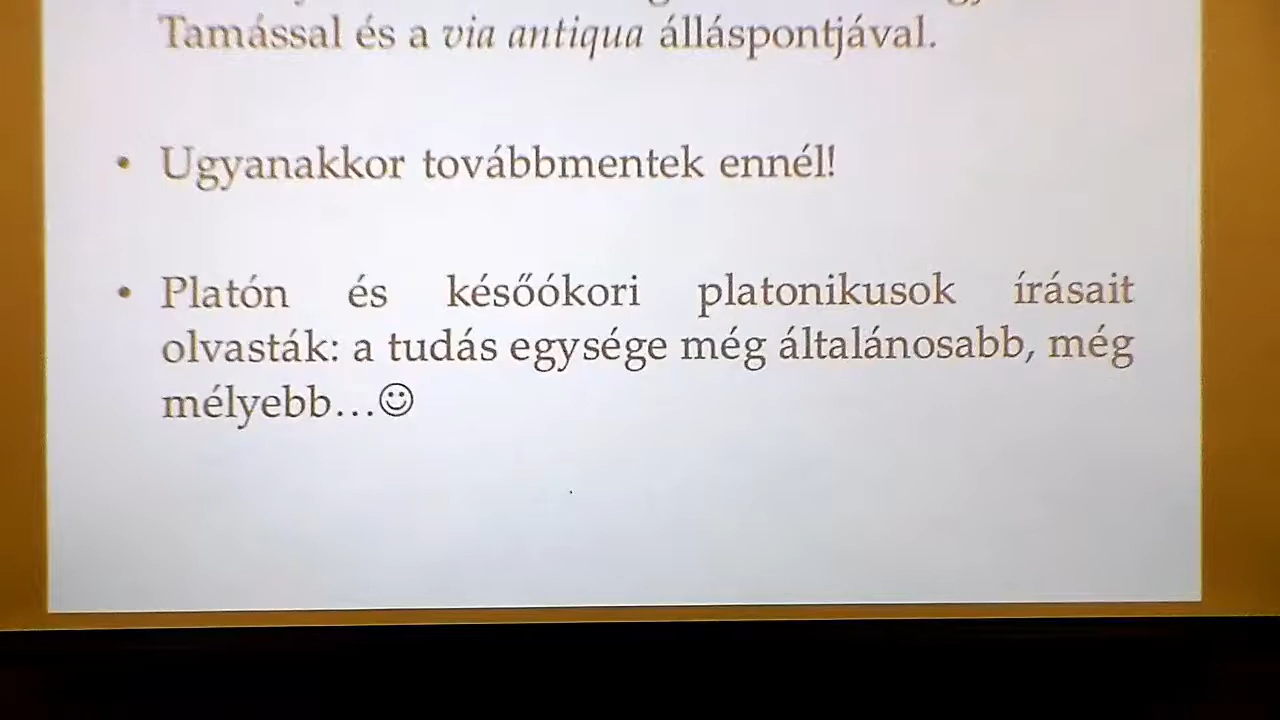 Tamással és a via antiqua álláspontjával.
• Ugyanakkor továbbmentek ennél!
• Platón és későókori platonikusok írásait
olvasták: a tudás egysége még általánosabb, még
mélyebb…☺